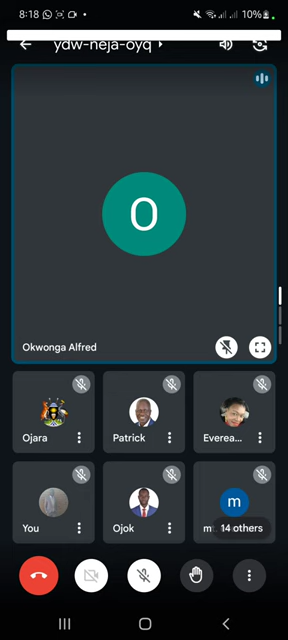 8:18
10%
ydw-neja-oyq
O
Okwonga Alfred
Ojara
Patrick
Everea...
You
Ojok
m
14 others